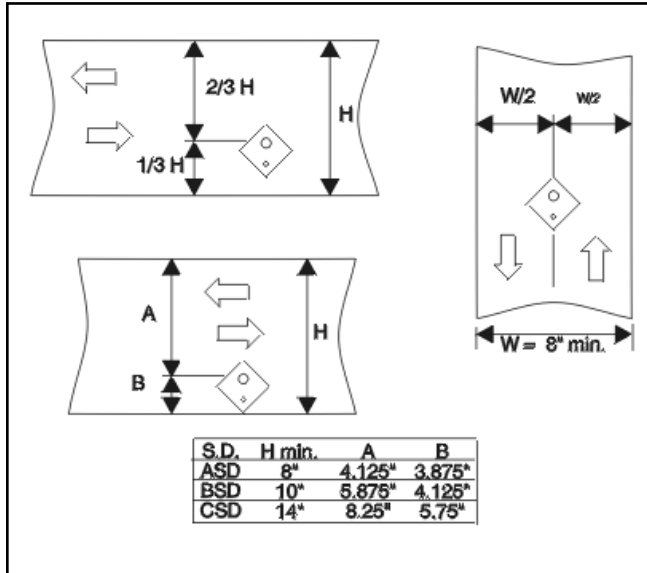 2/3 H
H
1/3 H
W/2 W/2
W = 8" min.
A
H
B
S.D. H min. A B
ASD 8" 4.125" 3.875"
BSD 10" 5.875" 4.125"
CSD 14" 8.25" 5.75"